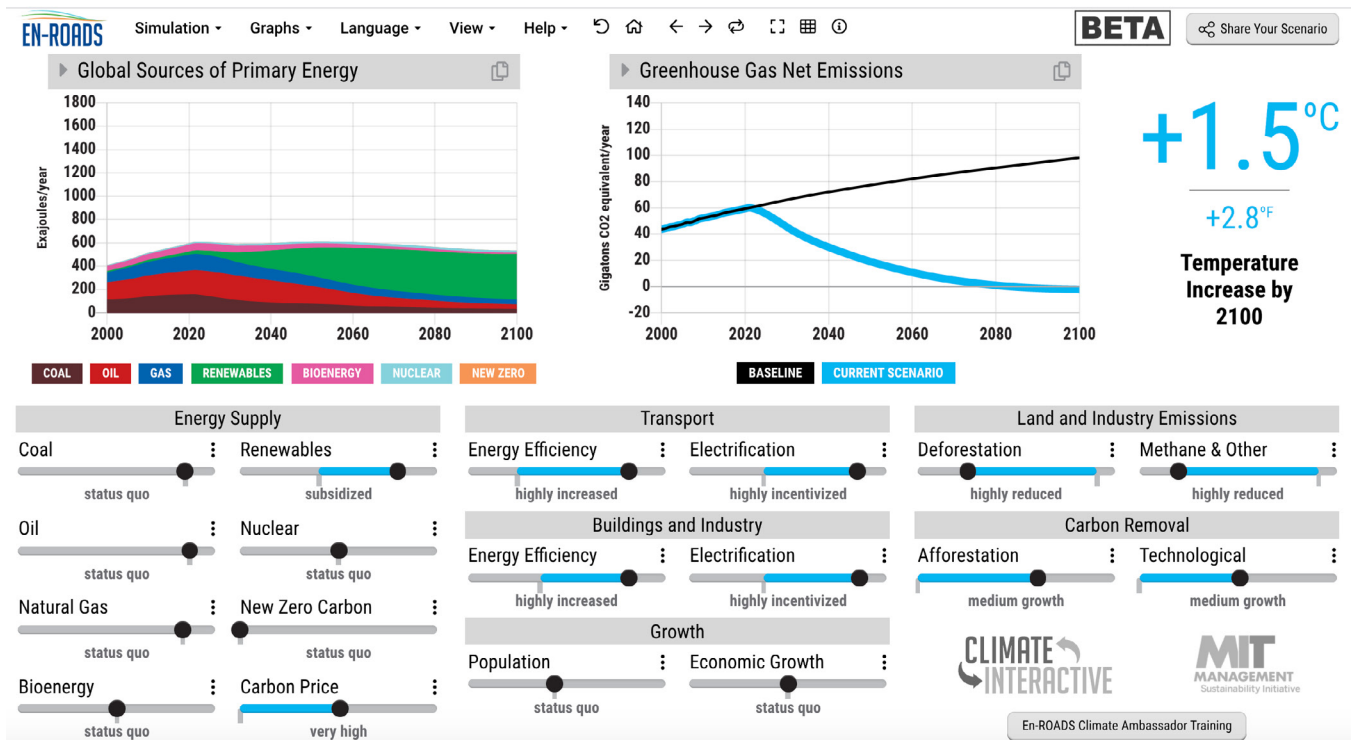 EN-ROADS
Simulation Graphs Language View Help
BETA
Share Your Scenario
Global Sources of Primary Energy
Exajoules/year
1800
1600
1400
1200
1000
800
600
400
200
0
2000 2020 2040 2060 2080 2100
COAL OIL GAS RENEWABLES BIOENERGY NUCLEAR NEW ZERO
Greenhouse Gas Net Emissions
Gigatons CO2 equivalent/year
140
120
100
80
60
40
20
0
-20
2000 2020 2040 2060 2080 2100
BASELINE CURRENT SCENARIO
+1.5°C
+2.8°F
Temperature
Increase by
2100
Energy Supply
Coal
status quo
Renewables
subsidized
Oil
status quo
Nuclear
status quo
Natural Gas
status quo
New Zero Carbon
status quo
Bioenergy
status quo
Carbon Price
very high
Transport
Energy Efficiency
highly increased
Electrification
highly incentivized
Buildings and Industry
Energy Efficiency
highly increased
Electrification
highly incentivized
Growth
Population
status quo
Economic Growth
status quo
Land and Industry Emissions
Deforestation
highly reduced
Methane & Other
highly reduced
Carbon Removal
Afforestation
medium growth
Technological
medium growth
CLIMATE
INTERACTIVE
MIT
MANAGEMENT
Sustainability Initiative
En-ROADS Climate Ambassador Training